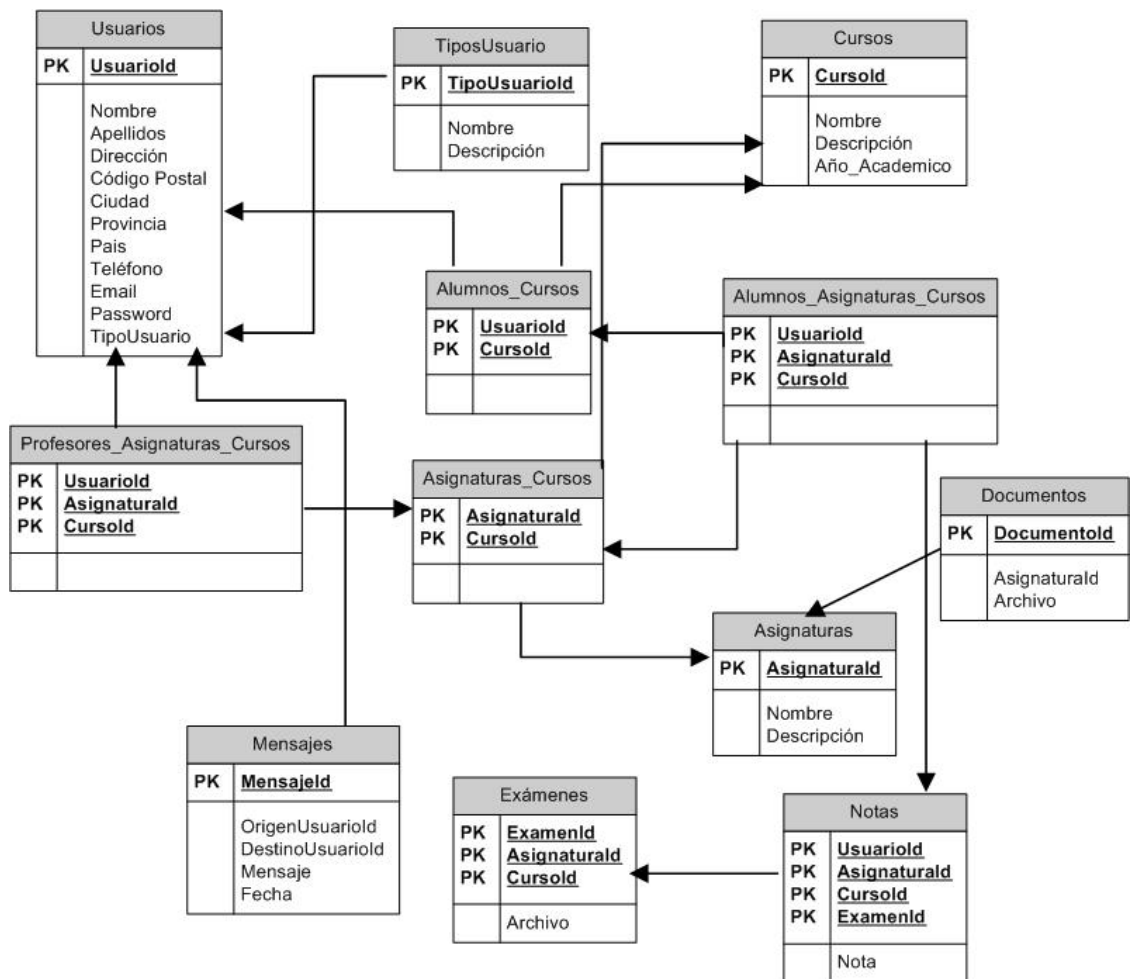 Usuarios
PK UsuarioId
Nombre
Apellidos
Dirección
Código Postal
Ciudad
Provincia
Pais
Teléfono
Email
Password
TipoUsuario
TiposUsuario
PK TipoUsuarioId
Nombre
Descripción
Cursos
PK CursoId
Nombre
Descripción
Año_Academico
Alumnos_Cursos
PK UsuarioId
PK CursoId
Alumnos_Asignaturas_Cursos
PK UsuarioId
PK AsignaturaId
PK CursoId
Profesores_Asignaturas_Cursos
PK UsuarioId
PK AsignaturaId
PK CursoId
Asignaturas_Cursos
PK AsignaturaId
PK CursoId
Documentos
PK DocumentoId
AsignaturaId
Archivo
Asignaturas
PK AsignaturaId
Nombre
Descripción
Mensajes
PK MensajeId
OrigenUsuarioId
DestinoUsuarioId
Mensaje
Fecha
Exámenes
PK ExamenId
PK AsignaturaId
PK CursoId
Archivo
Notas
PK UsuarioId
PK AsignaturaId
PK CursoId
PK ExamenId
Nota